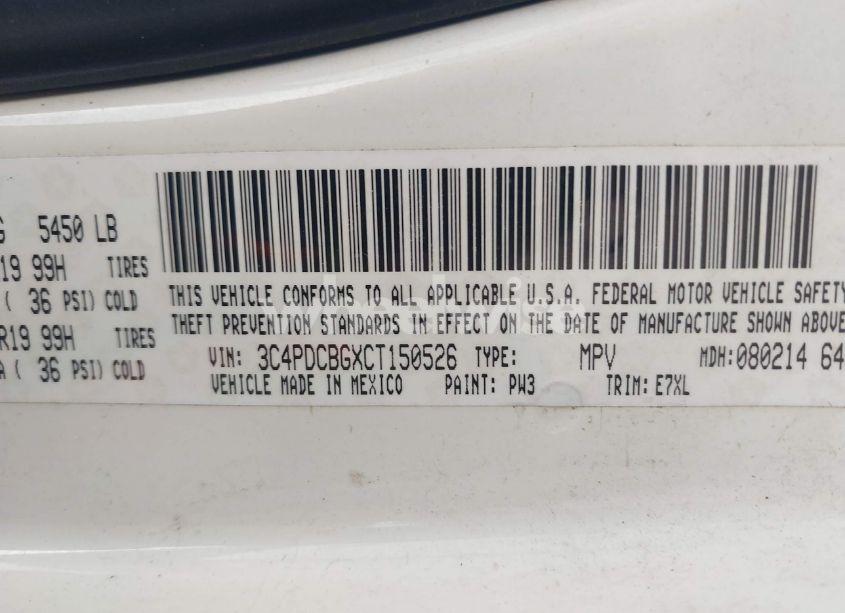 G 5450 LB
R19 99H TIRES
( 36 PSI) COLD
R19 99H TIRES
A ( 36 PSI) COLD
THIS VEHICLE CONFORMS TO ALL APPLICABLE U.S.A. FEDERAL MOTOR VEHICLE SAFETY
THEFT PREVENTION STANDARDS IN EFFECT ON THE DATE OF MANUFACTURE SHOWN ABOVE
VIN: 3C4PDCBGXCT150526 TYPE: MPV MDH:080214 64
VEHICLE MADE IN MEXICO PAINT: PW3 TRIM: E7XL